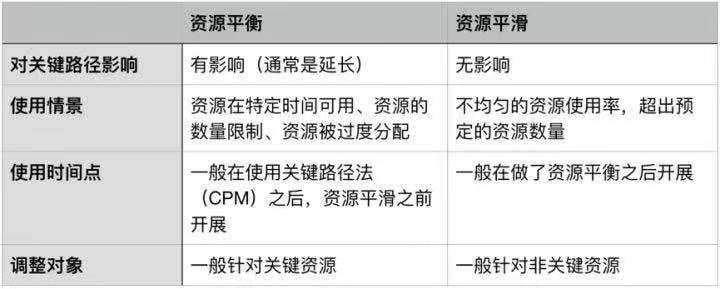 资源平衡 资源平滑
对关键路径影响 有影响（通常是延长） 无影响
使用情景 资源在特定时间可用、资源的 不均匀的资源使用率，超出预
数量限制、资源被过度分配 定的资源数量
使用时间点 一般在使用关键路径法 一般在做了资源平衡之后开展
（CPM）之后，资源平滑之前
开展
调整对象 一般针对关键资源 一般针对非关键资源